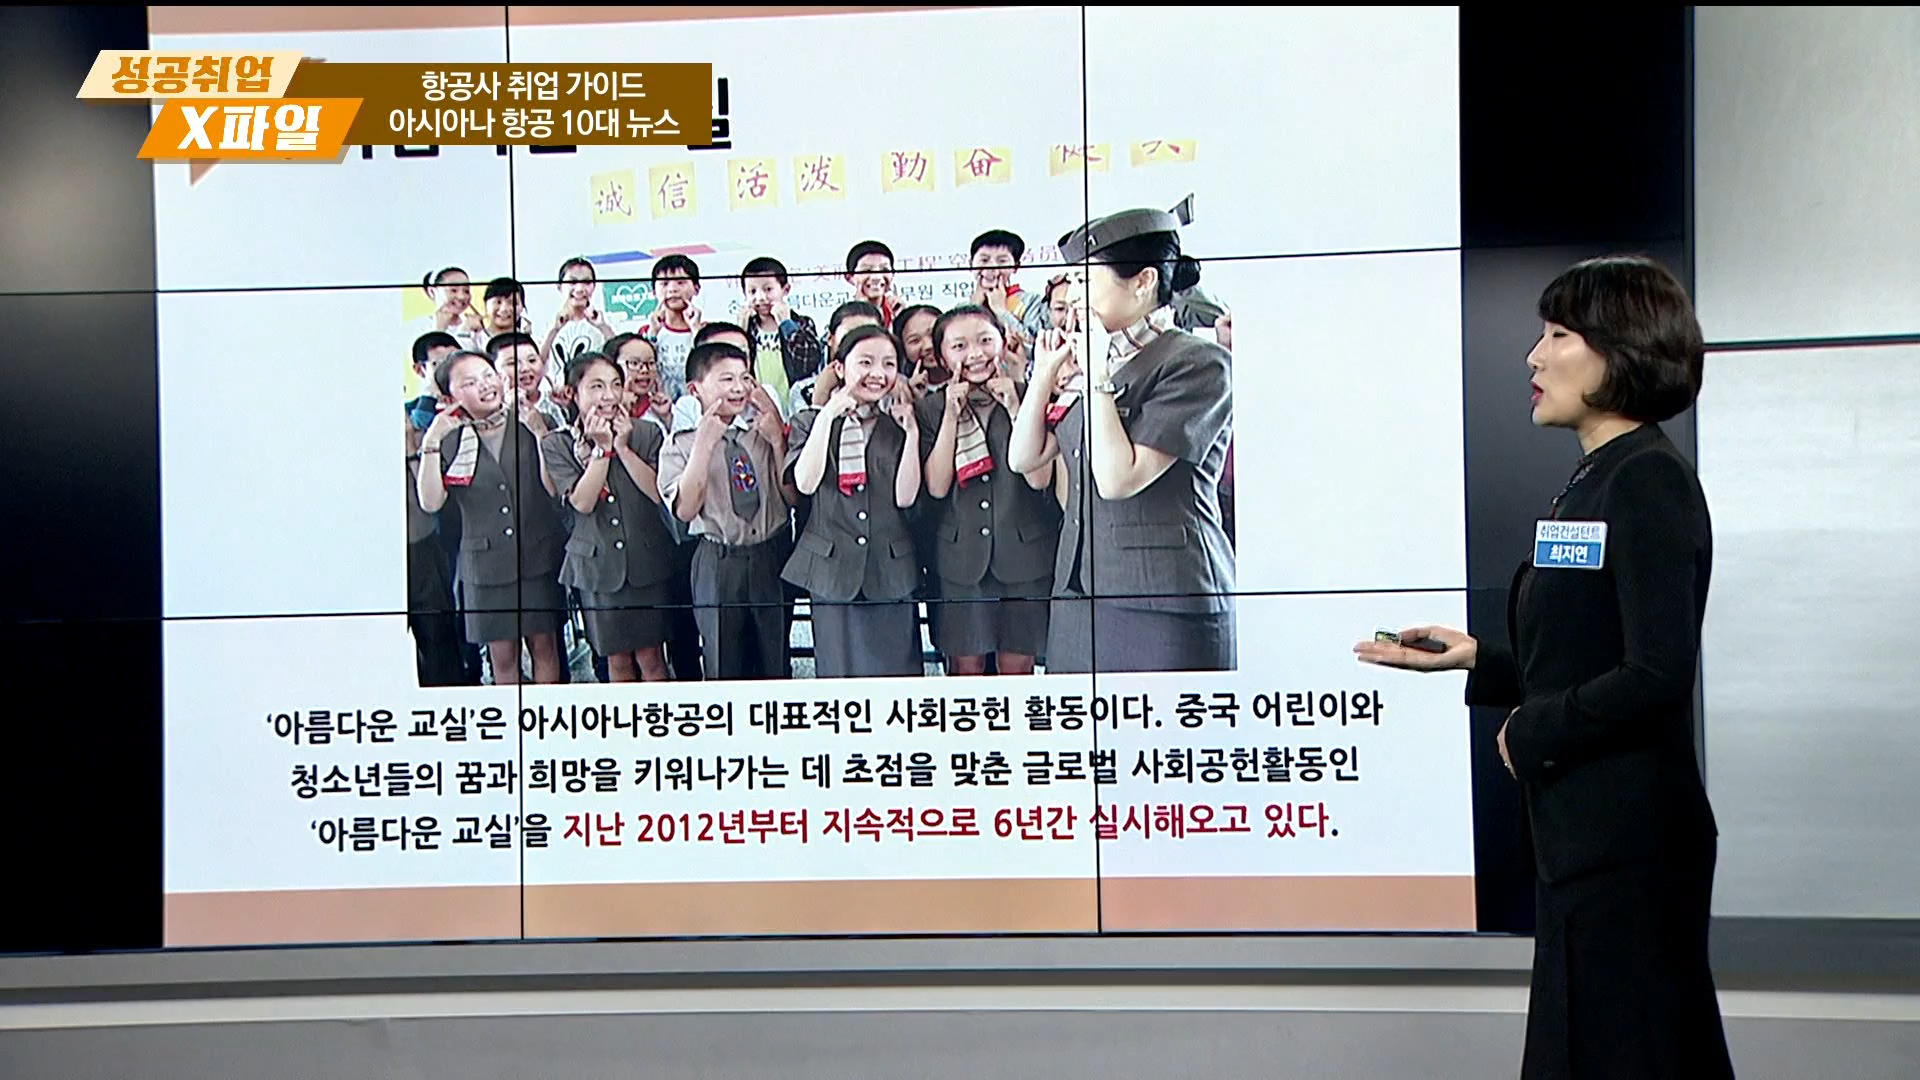 성공취업
X파일
항공사 취업 가이드
아시아나 항공 10대 뉴스
실
诚信 活泼 勤奋
직업
취업컨설턴트
최지연
'아름다운 교실'은 아시아나항공의 대표적인 사회공헌 활동이다. 중국 어린이와
청소년들의 꿈과 희망을 키워나가는 데 초점을 맞춘 글로벌 사회공헌활동인
'아름다운 교실'을 지난 2012년부터 지속적으로 6년간 실시해오고 있다.